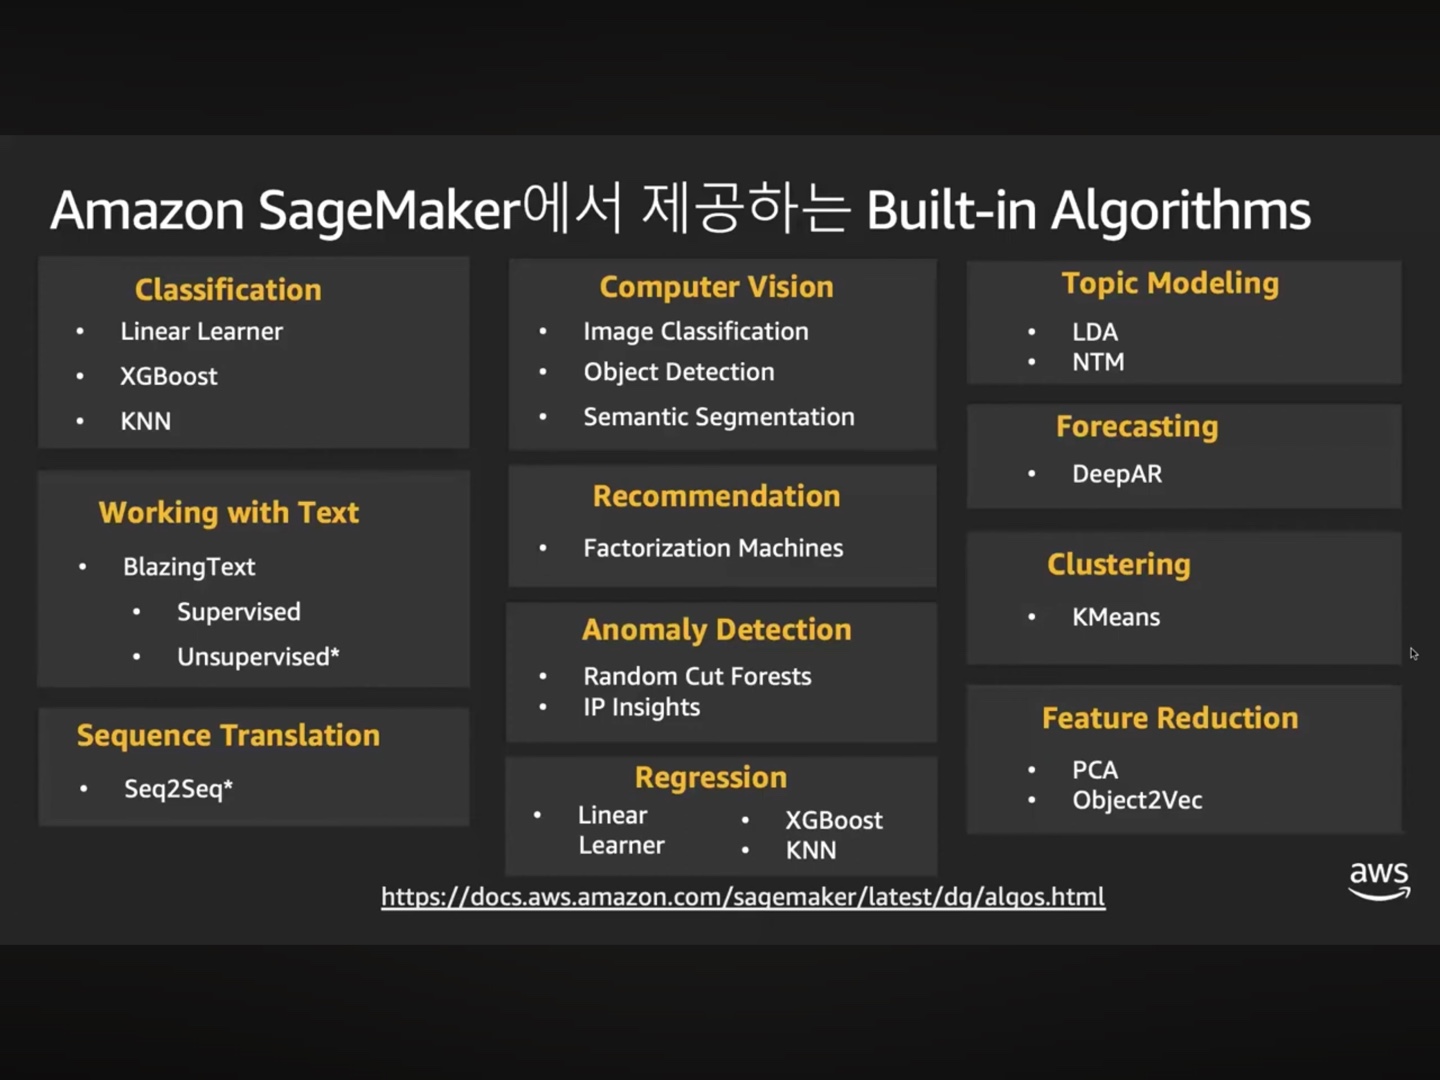 Amazon SageMaker에서 제공하는 Built-in Algorithms
Classification
• Linear Learner
• XGBoost
• KNN
Working with Text
• BlazingText
• Supervised
• Unsupervised*
Sequence Translation
• Seq2Seq*
Computer Vision
• Image Classification
• Object Detection
• Semantic Segmentation
Recommendation
• Factorization Machines
Anomaly Detection
• Random Cut Forests
• IP Insights
Regression
• Linear
Learner
• XGBoost
• KNN
Topic Modeling
• LDA
• NTM
Forecasting
• DeepAR
Clustering
• KMeans
Feature Reduction
• PCA
• Object2Vec
https://docs.aws.amazon.com/sagemaker/latest/dg/algos.html
aws